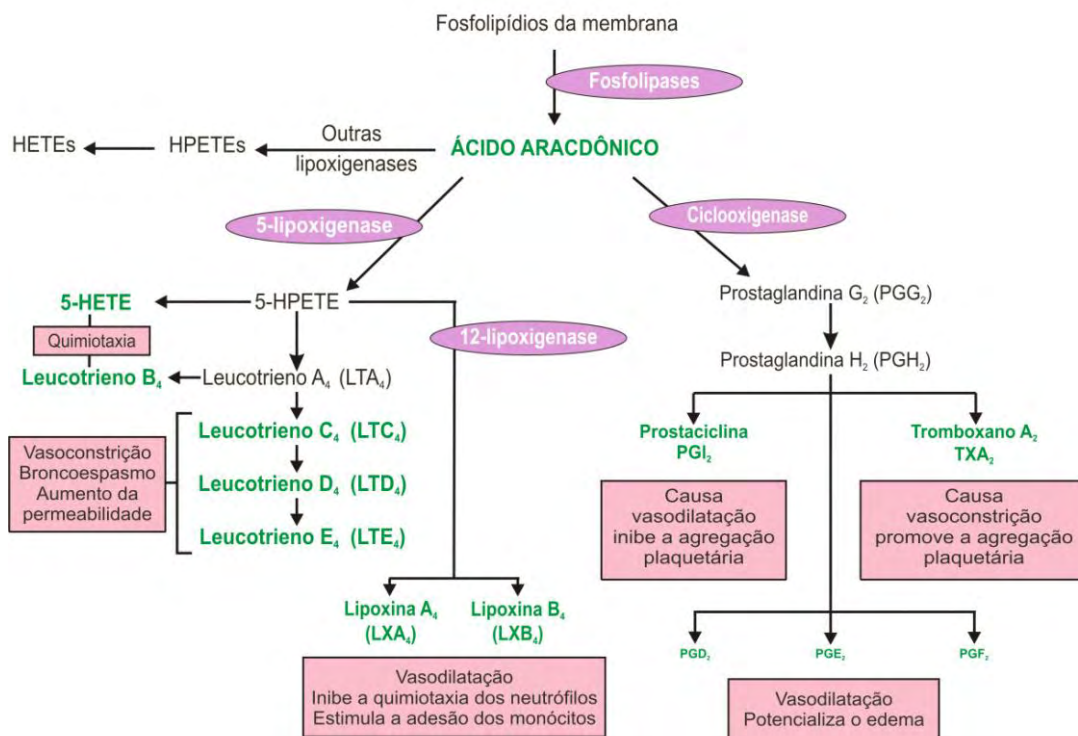 Fosfolipídios da membrana
Fosfolipases
HETEs
HPETEs
Outras
lipoxigenases
ÁCIDO ARACDÔNICO
5-lipoxigenase
Ciclooxigenase
5-HETE
5-HPETE
Prostaglandina G₂ (PGG₂)
Quimiotaxia
12-lipoxigenase
Leucotrieno B₄
Leucotrieno A₄ (LTA₄)
Prostaglandina H₂ (PGH₂)
Vasoconstrição
Broncoespasmo
Aumento da
permeabilidade
Leucotrieno C₄ (LTC₄)
Leucotrieno D₄ (LTD₄)
Leucotrieno E₄ (LTE₄)
Prostaciclina
PGI₂
Tromboxano A₂
TXA₂
Causa
vasodilatação
inibe a agregação
plaquetária
Causa
vasoconstrição
promove a agregação
plaquetária
Lipoxina A₄
(LXA₄)
Lipoxina B₄
(LXB₄)
Vasodilatação
Inibe a quimiotaxia dos neutrófilos
Estimula a adesão dos monócitos
PGD₂
PGE₂
PGF₂
Vasodilatação
Potencializa o edema